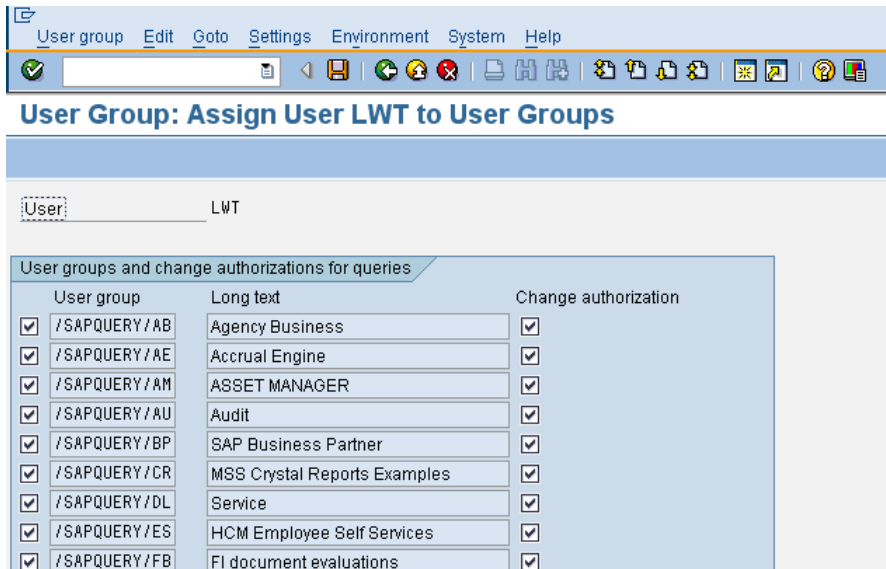 User group Edit Goto Settings Environment System Help
User Group: Assign User LWT to User Groups
User LWT
User groups and change authorizations for queries
User group Long text Change authorization
/SAPQUERY/AB Agency Business
/SAPQUERY/AE Accrual Engine
/SAPQUERY/AM ASSET MANAGER
/SAPQUERY/AU Audit
/SAPQUERY/BP SAP Business Partner
/SAPQUERY/CR MSS Crystal Reports Examples
/SAPQUERY/DL Service
/SAPQUERY/ES HCM Employee Self Services
/SAPQUERY/FB FI document evaluations